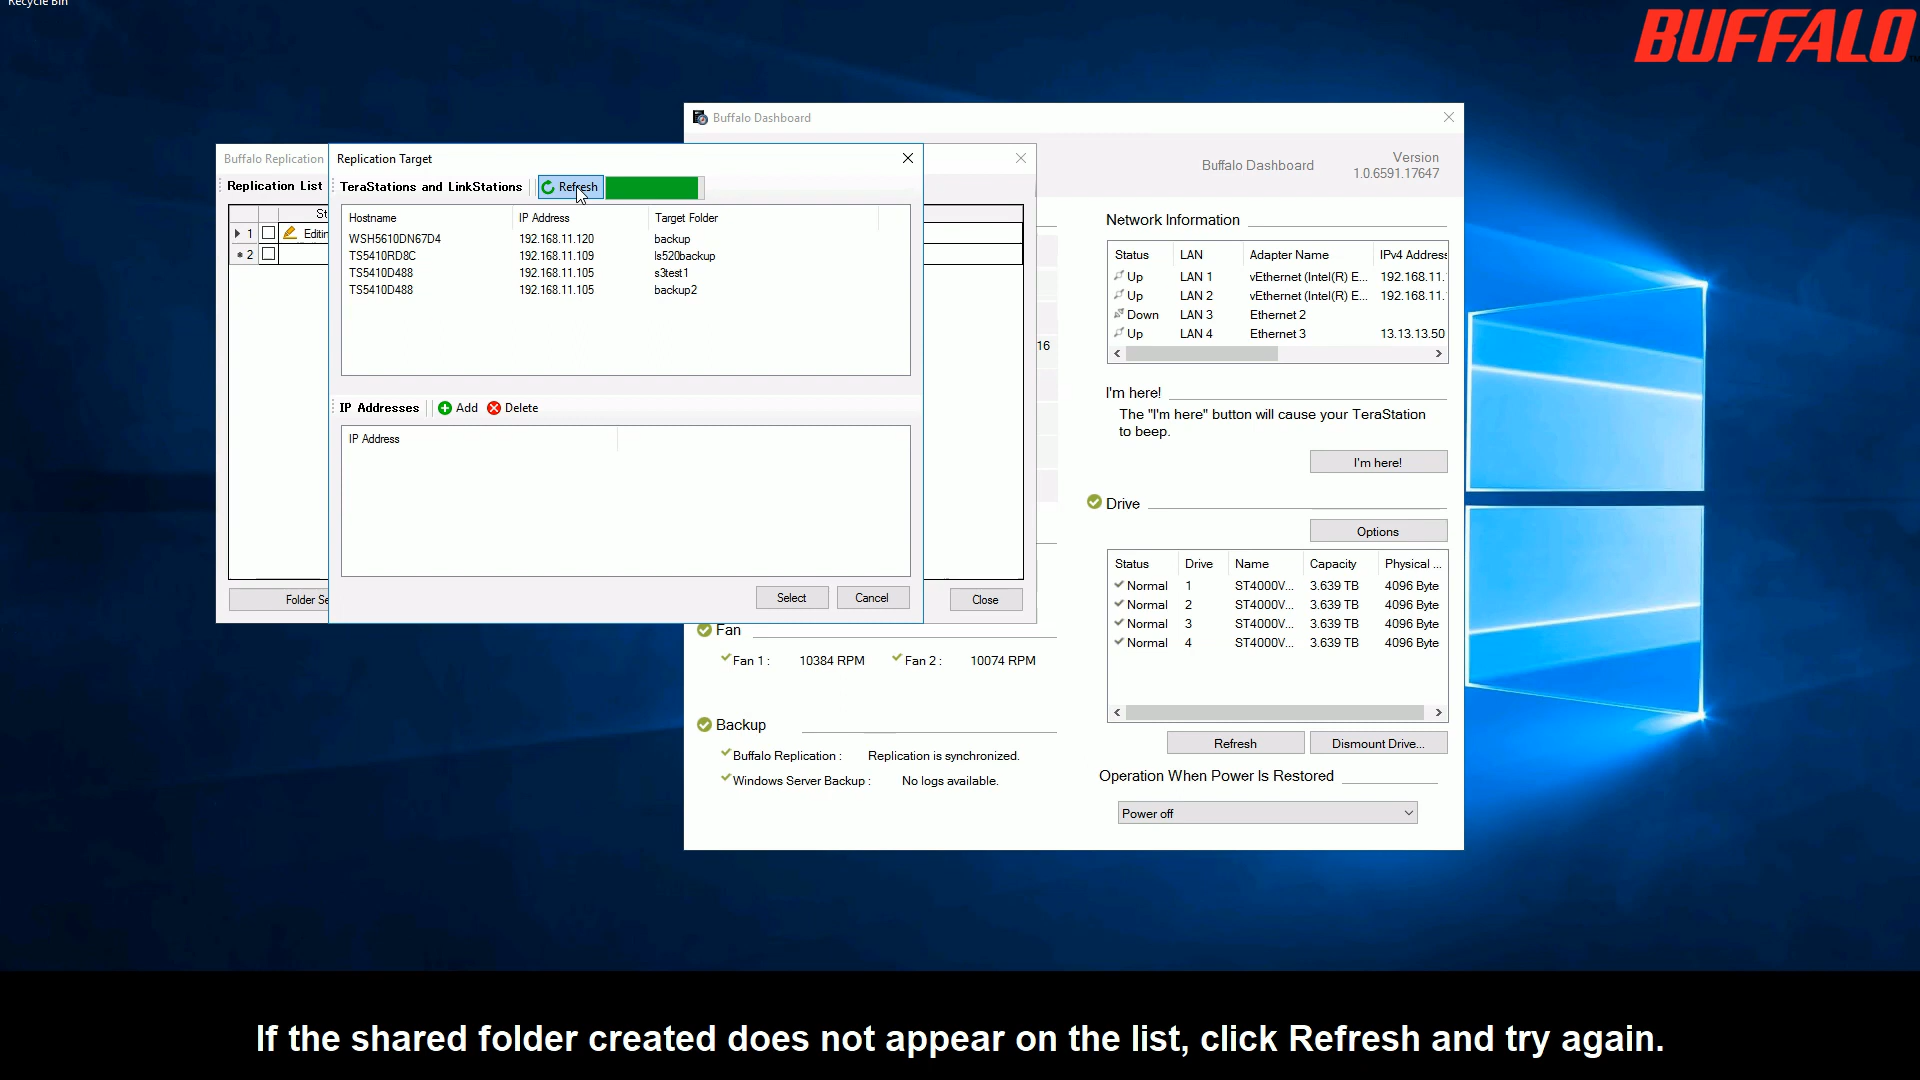 Recycle Bin
BUFFALO
Buffalo Dashboard
Buffalo Dashboard
Version
1.0.6591.17647
Buffalo Replication
Replication List
1
Editin
2
Folder Se
Close
16
Replication Target
TeraStations and LinkStations
Refresh
Hostname IP Address Target Folder
WSH5610DN67D4 192.168.11.120 backup
TS5410RD8C 192.168.11.109 ls520backup
TS5410D488 192.168.11.105 s3test1
TS5410D488 192.168.11.105 backup2
IP Addresses Add Delete
IP Address
Select Cancel
Network Information
Status LAN Adapter Name IPv4 Address
Up LAN 1 vEthernet (Intel(R) E... 192.168.11.
Up LAN 2 vEthernet (Intel(R) E... 192.168.11.
Down LAN 3 Ethernet 2
Up LAN 4 Ethernet 3 13.13.13.50
I'm here!
The "I'm here" button will cause your TeraStation
to beep.
I'm here!
Drive
Options
Status Drive Name Capacity Physical ...
Normal 1 ST4000V... 3.639 TB 4096 Byte
Normal 2 ST4000V... 3.639 TB 4096 Byte
Normal 3 ST4000V... 3.639 TB 4096 Byte
Normal 4 ST4000V... 3.639 TB 4096 Byte
Refresh Dismount Drive...
Operation When Power Is Restored
Power off
Fan
Fan 1 : 10384 RPM Fan 2 : 10074 RPM
Backup
Buffalo Replication : Replication is synchronized.
Windows Server Backup : No logs available.
If the shared folder created does not appear on the list, click Refresh and try again.